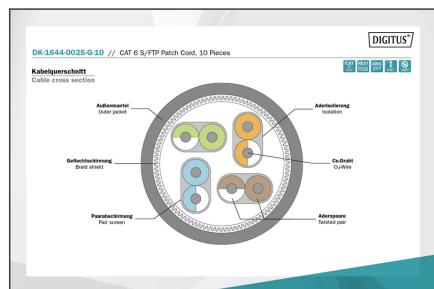 DIGITUS®
DK-1644-0025-G-10 // CAT 6 S/FTP Patch Cord, 10 Pieces
Kabelquerschnitt
Cable cross section
Außenmantel
Outer jacket
Aderisolierung
Isolation
Geflechtschirmung
Braid shield
Cu-Draht
Cu-Wire
Paarabschirmung
Pair screen
Adernpaare
Twisted pair